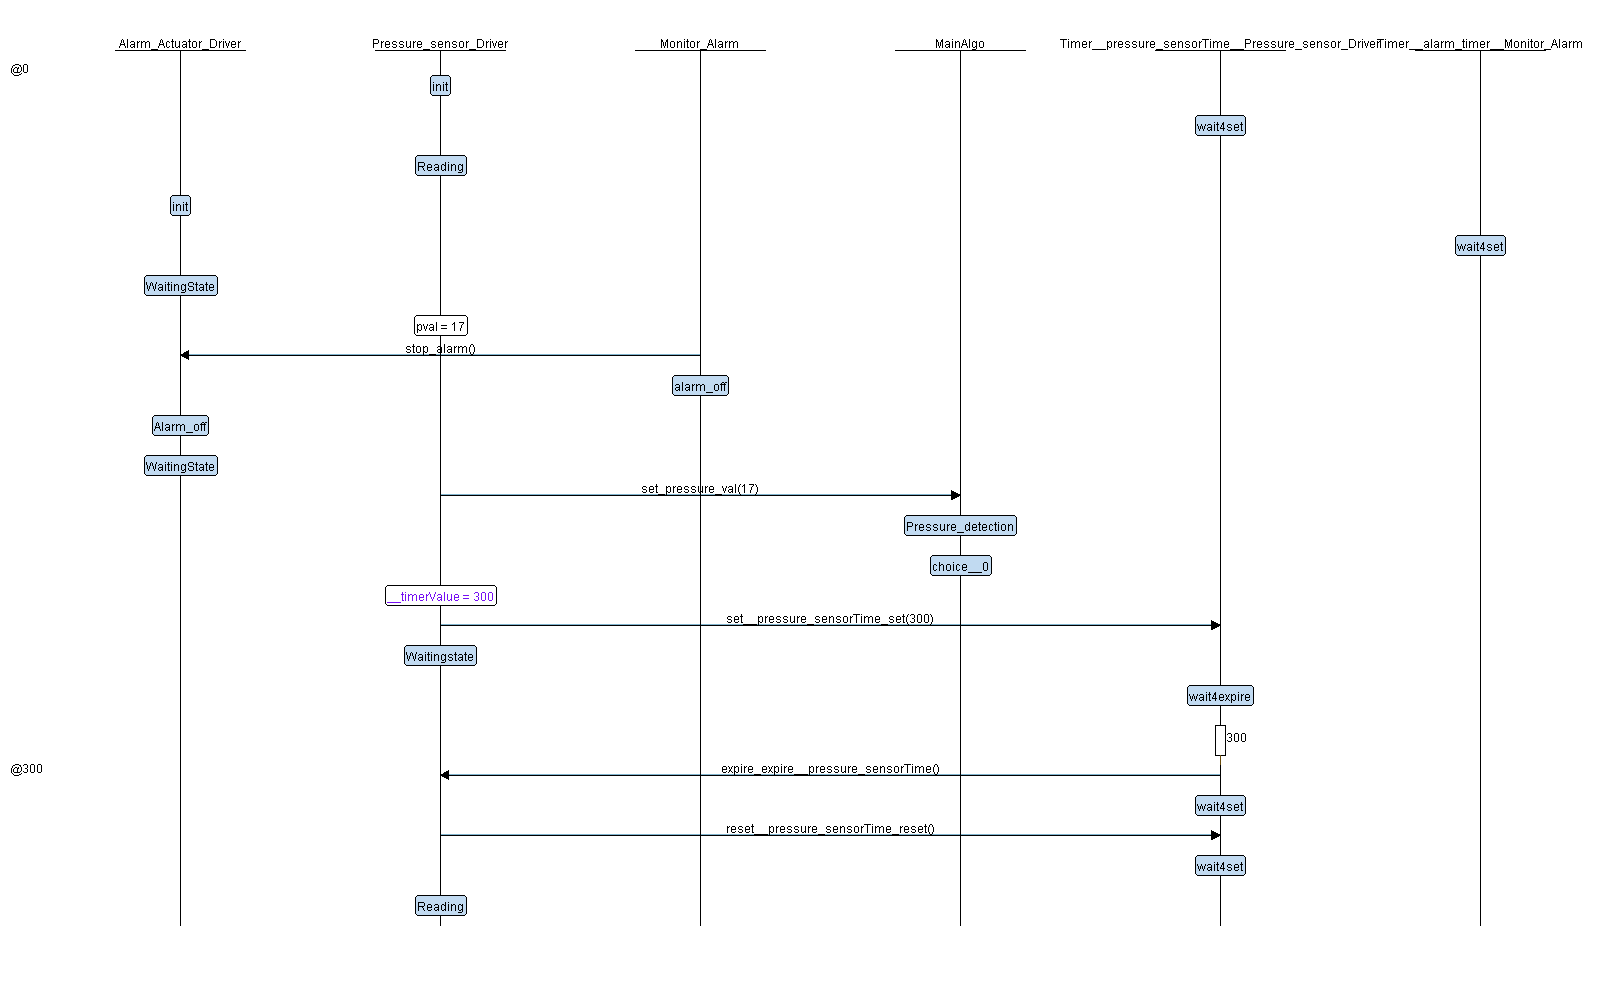 Alarm_Actuator_Driver
Pressure_sensor_Driver
Monitor_Alarm
MainAlgo
Timer__pressure_sensorTime__Pressure_sensor_Driver
Timer__alarm_timer__Monitor_Alarm
@0
init
wait4set
Reading
init
wait4set
WaitingState
pval = 17
stop_alarm()
alarm_off
Alarm_off
WaitingState
set_pressure_val(17)
Pressure_detection
choice__0
__timerValue = 300
set__pressure_sensorTime_set(300)
Waitingstate
wait4expire
300
@300
expire_expire__pressure_sensorTime()
wait4set
reset__pressure_sensorTime_reset()
wait4set
Reading